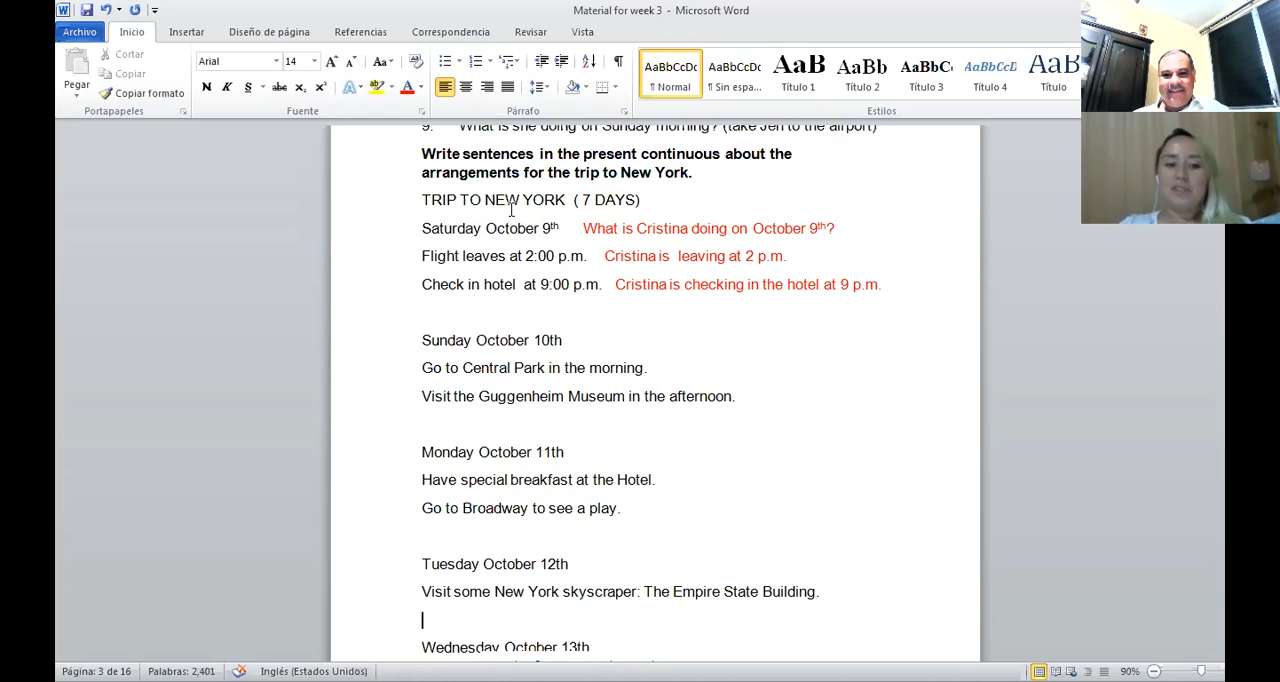 Material for week 3 - Microsoft Word
Archivo Inicio Insertar Diseño de página Referencias Correspondencia Revisar Vista
Cortar
Copiar
Pegar
Copiar formato
Arial 14
AaBbCcDc AaBbCcDc AaB AaBb AaBbC AaBbCcD AaB
¶ Normal ¶ Sin espa... Título 1 Título 2 Título 3 Título 4 Título
Portapapeles Fuente Párrafo Estilos
9. What is she doing on Sunday morning? (take Jen to the airport)
Write sentences in the present continuous about the
arrangements for the trip to New York.
TRIP TO NEW YORK ( 7 DAYS)
Saturday October 9th What is Cristina doing on October 9th?
Flight leaves at 2:00 p.m. Cristina is leaving at 2 p.m.
Check in hotel at 9:00 p.m. Cristina is checking in the hotel at 9 p.m.
Sunday October 10th
Go to Central Park in the morning.
Visit the Guggenheim Museum in the afternoon.
Monday October 11th
Have special breakfast at the Hotel.
Go to Broadway to see a play.
Tuesday October 12th
Visit some New York skyscraper: The Empire State Building.
Wednesday October 13th
Página: 3 de 16 Palabras: 2,401 Inglés (Estados Unidos) 90%